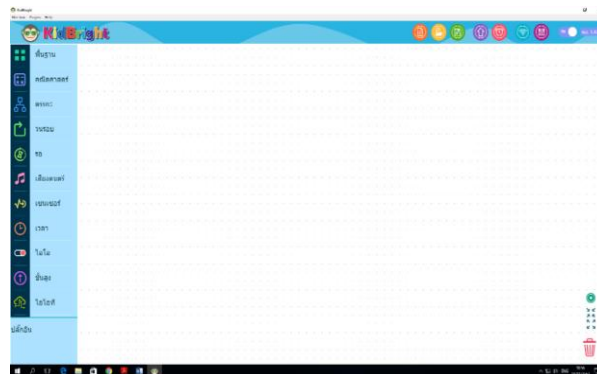 KidBright
พื้นฐาน
คณิตศาสตร์
ตรรกะ
วนรอบ
รอ
เสียงดนตรี
เซนเซอร์
เวลา
ไอโอ
ขั้นสูง
ไอโอที
ปลั๊กอิน